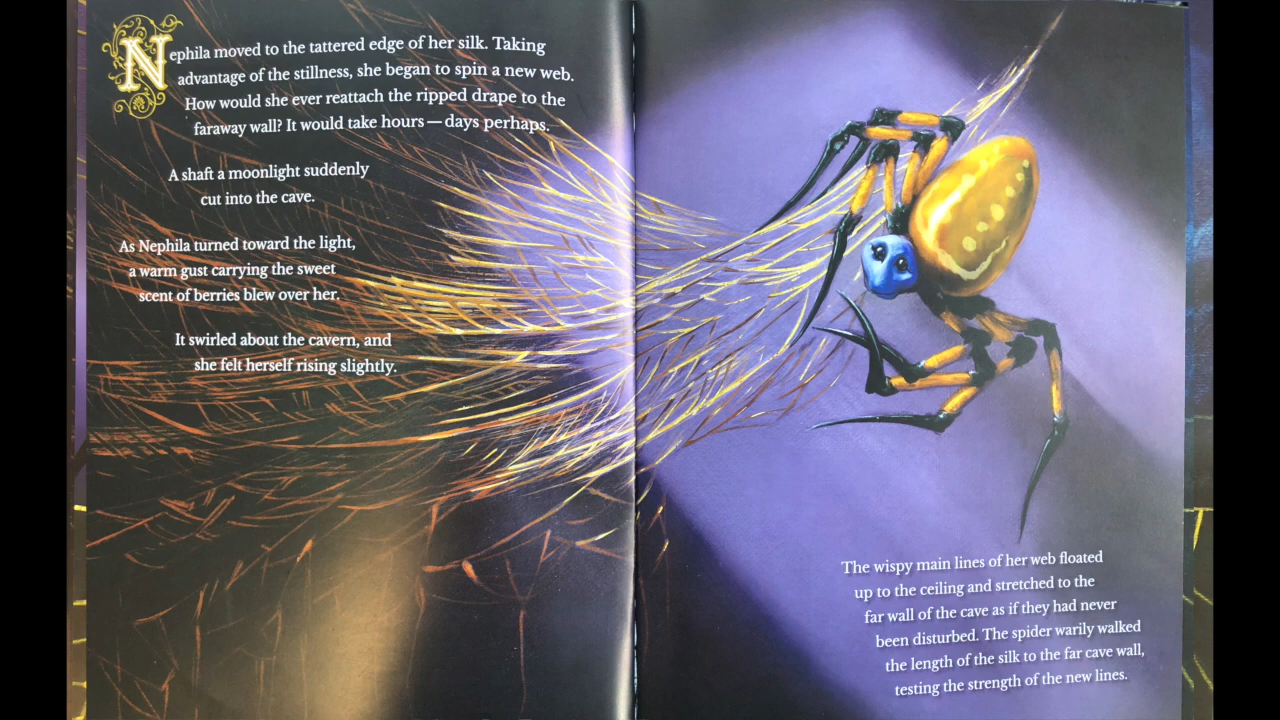 Nephila moved to the tattered edge of her silk. Taking
advantage of the stillness, she began to spin a new web.
How would she ever reattach the ripped drape to the
faraway wall? It would take hours — days perhaps.
A shaft a moonlight suddenly
cut into the cave.
As Nephila turned toward the light,
a warm gust carrying the sweet
scent of berries blew over her.
It swirled about the cavern, and
she felt herself rising slightly.
The wispy main lines of her web floated
up to the ceiling and stretched to the
far wall of the cave as if they had never
been disturbed. The spider warily walked
the length of the silk to the far cave wall,
testing the strength of the new lines.